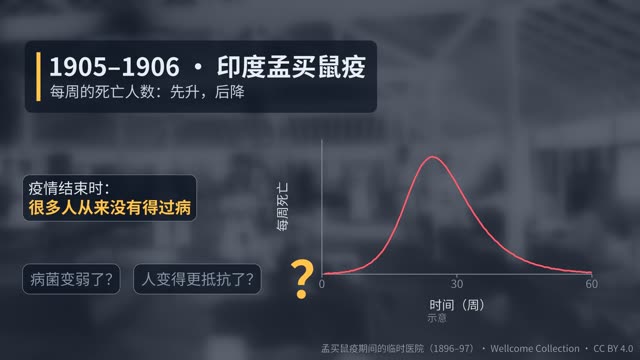 1905–1906 • 印度孟买鼠疫
每周的死亡人数：先升，后降
疫情结束时：
很多人从来没有得过病
病菌变弱了？
人变得更抵抗了？
?
每周死亡
0
30
60
时间（周）
示意
孟买鼠疫期间的临时医院（1896–97） • Wellcome Collection • CC BY 4.0